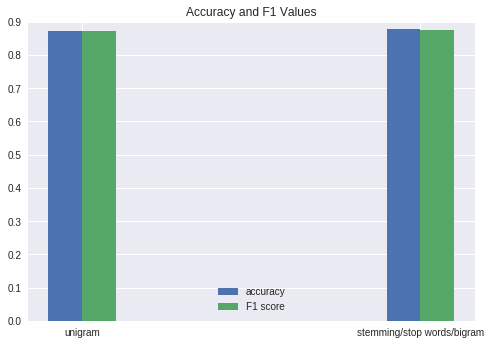 Accuracy and F1 Values
0.9
0.8
0.7
0.6
0.5
0.4
0.3
0.2
0.1
0.0
accuracy
F1 score
unigram
stemming/stop words/bigram